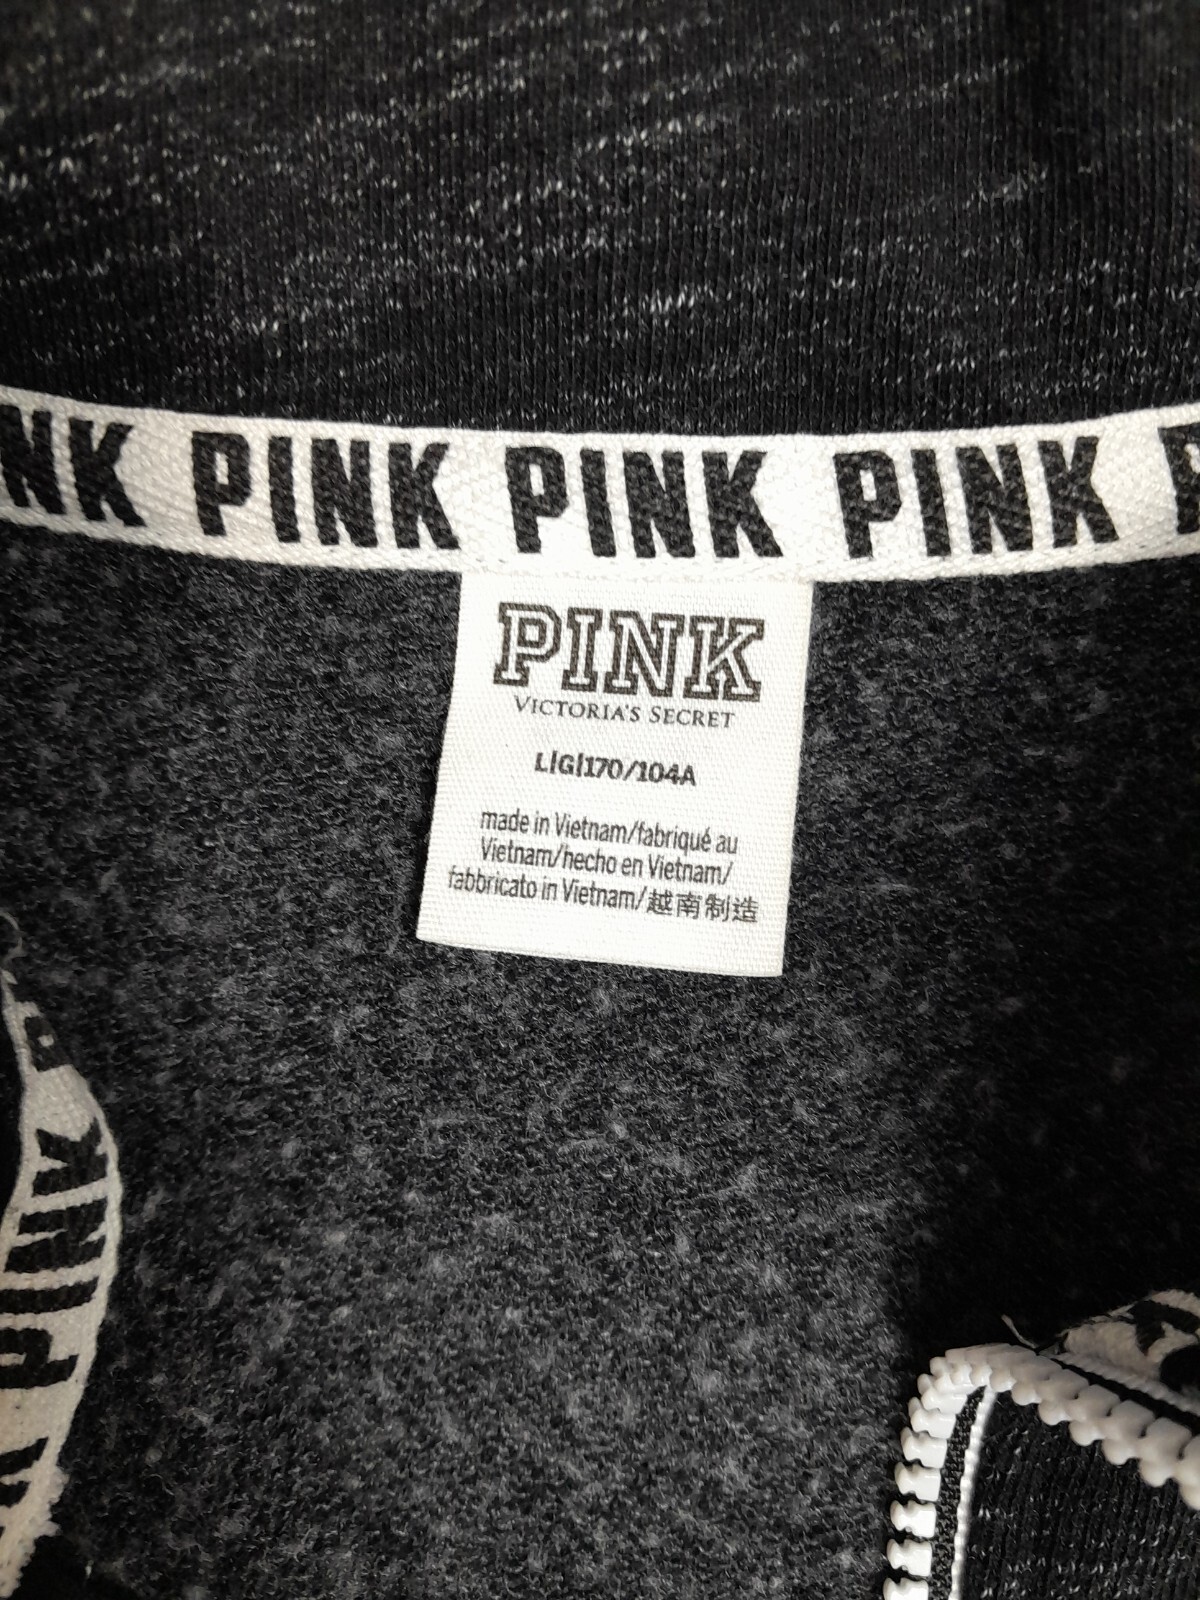 NK PINK PINK PINK P
PINK
VICTORIA'S SECRET
L|G|170/104A
made in Vietnam/fabriqué au
Vietnam/hecho en Vietnam/
fabbricato in Vietnam/越南制造
P
PINK